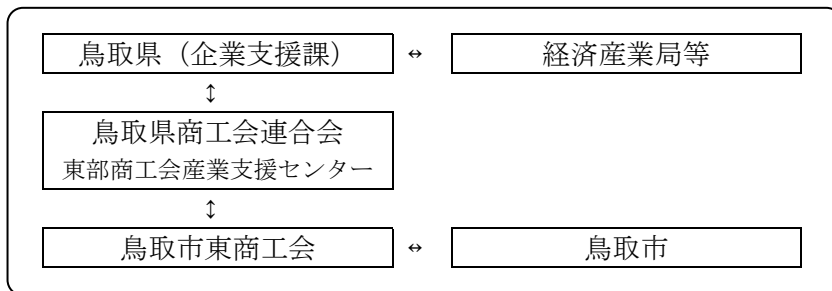 鳥取県（企業支援課） ↔ 経済産業局等
↕
鳥取県商工会連合会
東部商工会産業支援センター
↕
鳥取市東商工会 ↔ 鳥取市